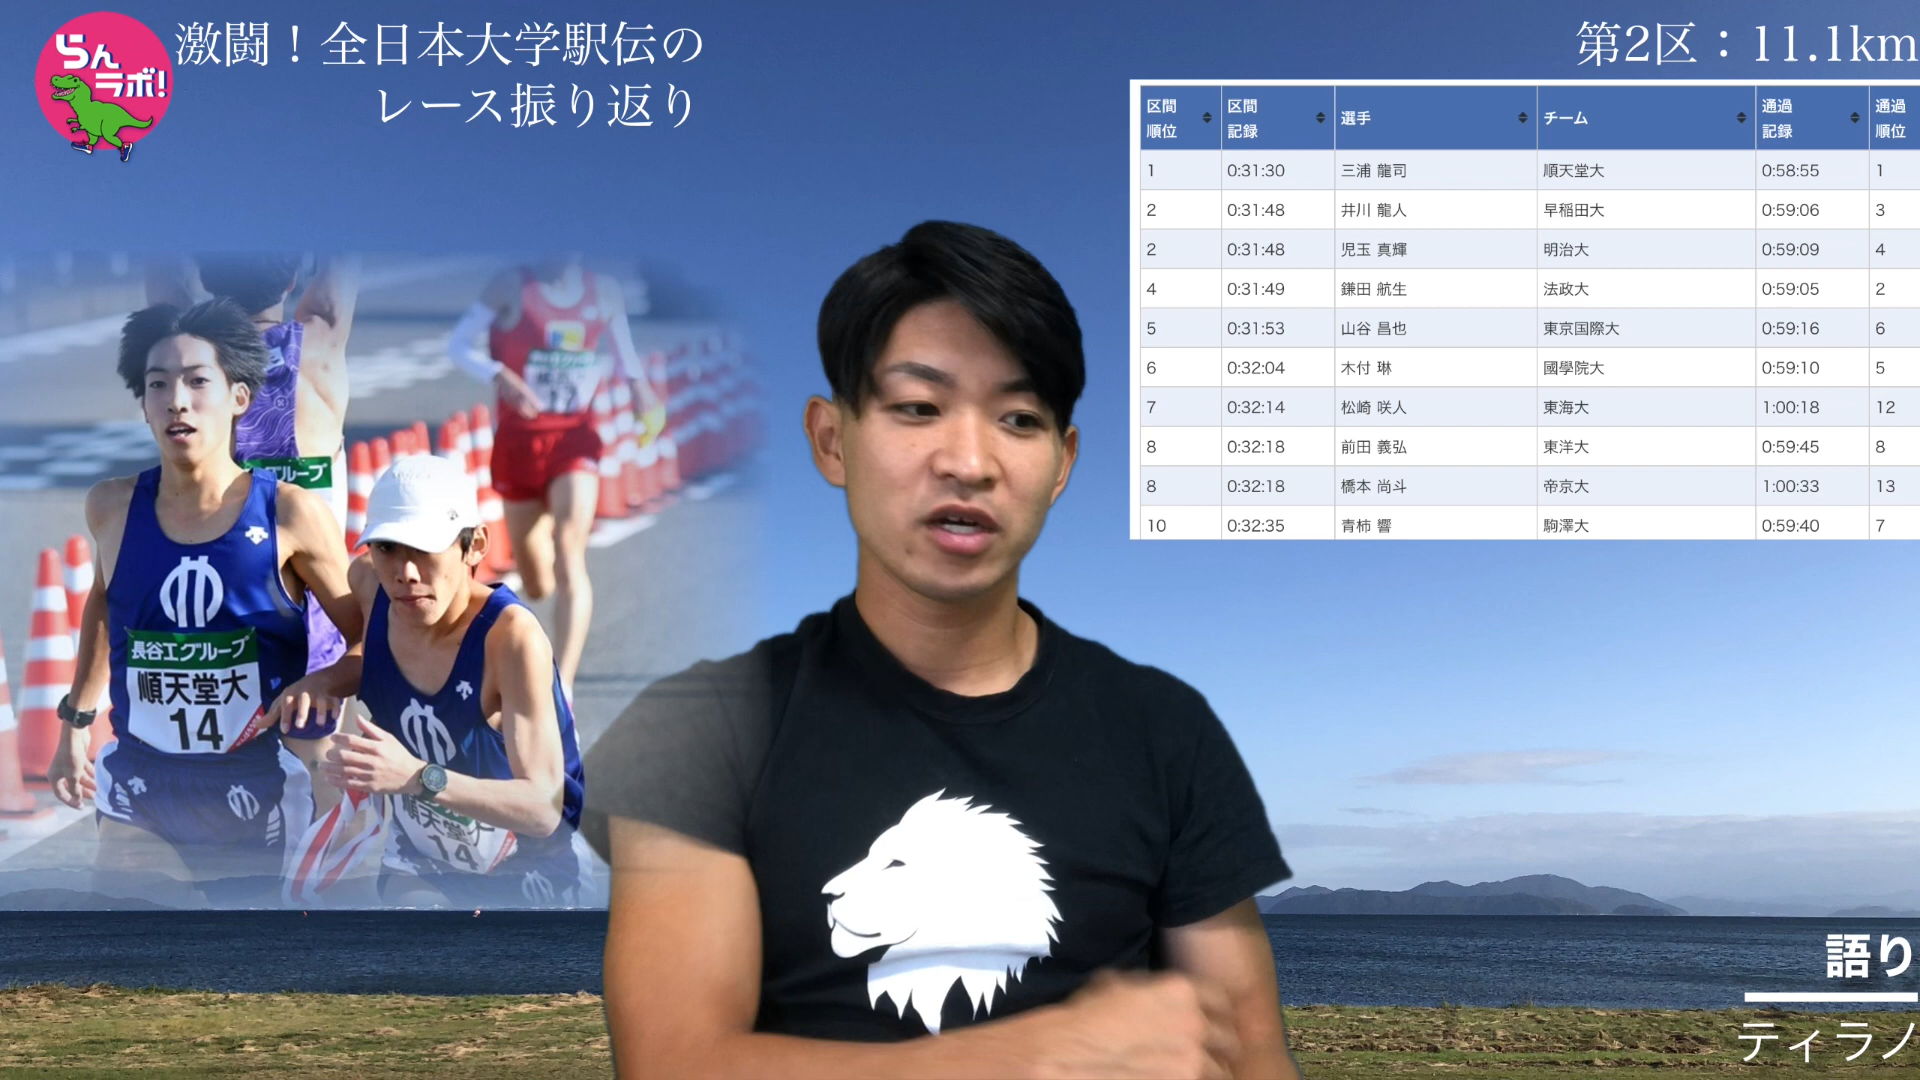 らん
ラボ!
激闘！全日本大学駅伝の
レース振り返り
第2区：11.1km
区間順位 区間記録 選手 チーム 通過記録 通過順位
1 0:31:30 三浦 龍司 順天堂大 0:58:55 1
2 0:31:48 井川 龍人 早稲田大 0:59:06 3
2 0:31:48 児玉 真輝 明治大 0:59:09 4
4 0:31:49 鎌田 航生 法政大 0:59:05 2
5 0:31:53 山谷 昌也 東京国際大 0:59:16 6
6 0:32:04 木付 琳 國學院大 0:59:10 5
7 0:32:14 松崎 咲人 東海大 1:00:18 12
8 0:32:18 前田 義弘 東洋大 0:59:45 8
8 0:32:18 橋本 尚斗 帝京大 1:00:33 13
10 0:32:35 青柿 響 駒澤大 0:59:40 7
グループ
長谷工グループ
順天堂大
14
順天堂大
14
語り
ティラノ